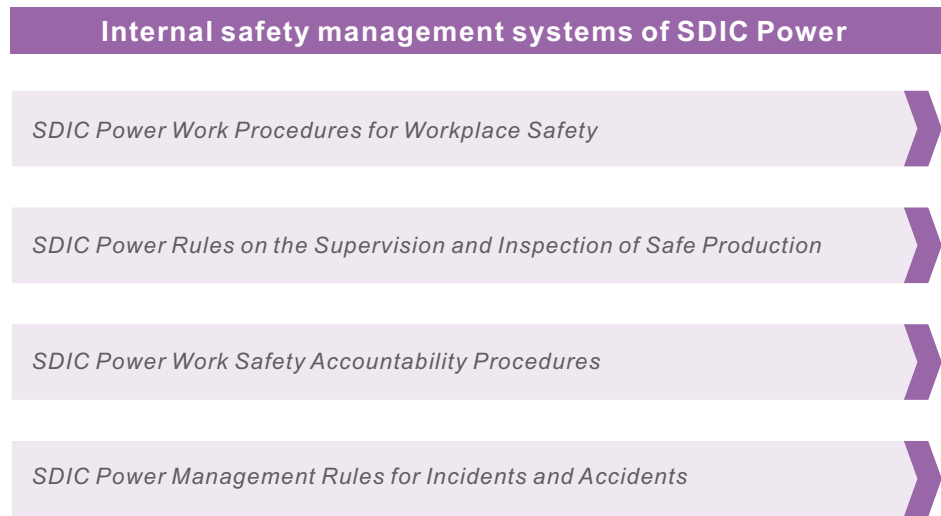 Internal safety management systems of SDIC Power
SDIC Power Work Procedures for Workplace Safety
SDIC Power Rules on the Supervision and Inspection of Safe Production
SDIC Power Work Safety Accountability Procedures
SDIC Power Management Rules for Incidents and Accidents